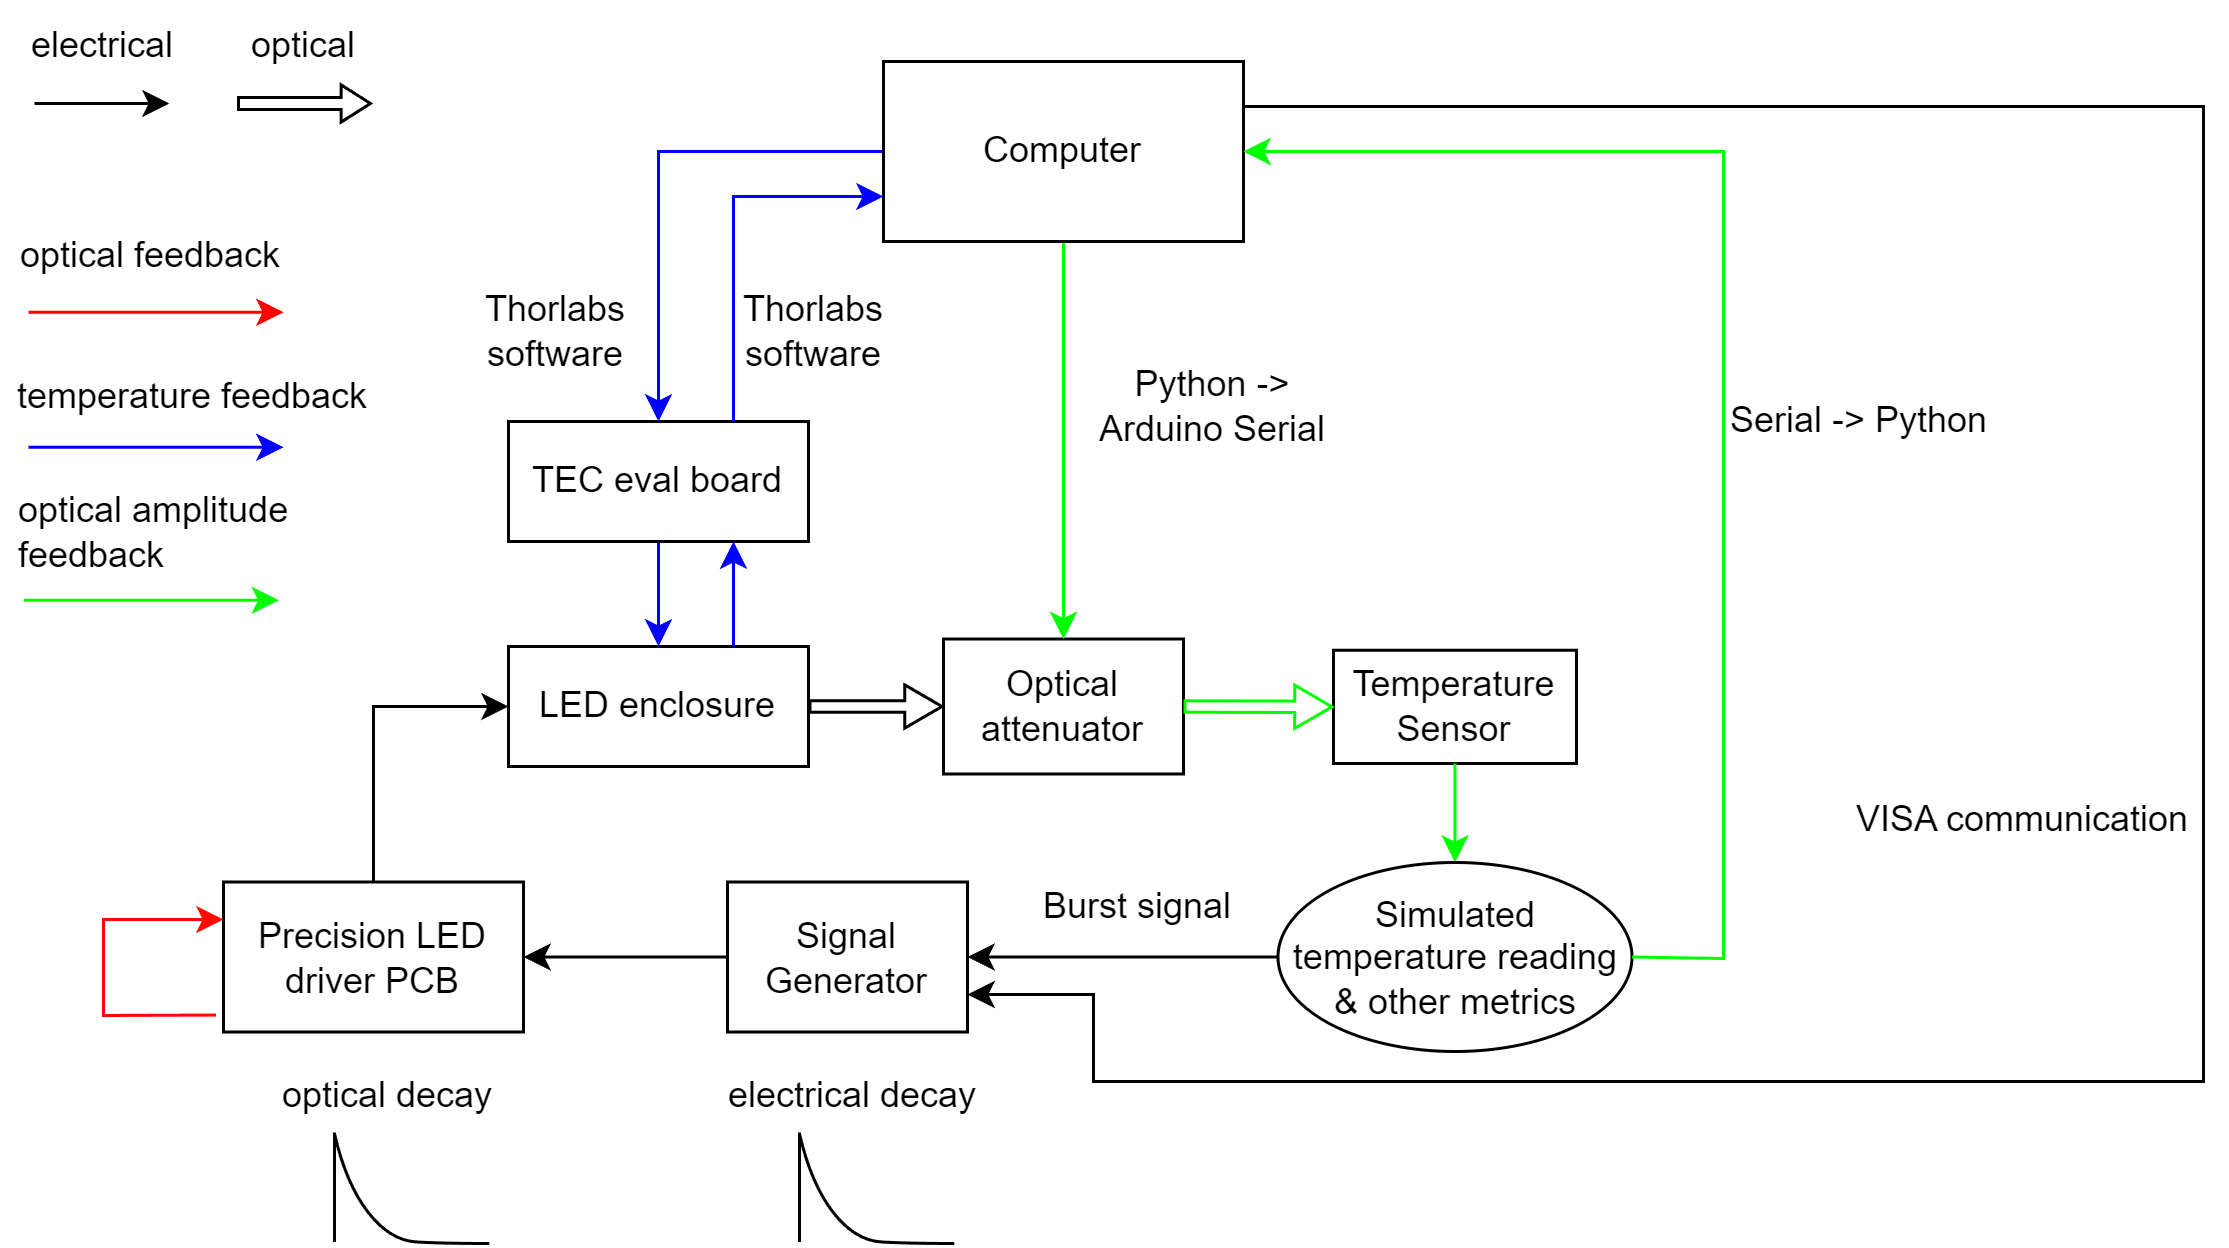 electrical
optical
Computer
optical feedback
Thorlabs
software
Thorlabs
software
temperature feedback
Python ->
Arduino Serial
Serial -> Python
TEC eval board
optical amplitude
feedback
LED enclosure
Optical
attenuator
Temperature
Sensor
VISA communication
Precision LED
driver PCB
Signal
Generator
Burst signal
Simulated
temperature reading
& other metrics
optical decay
electrical decay